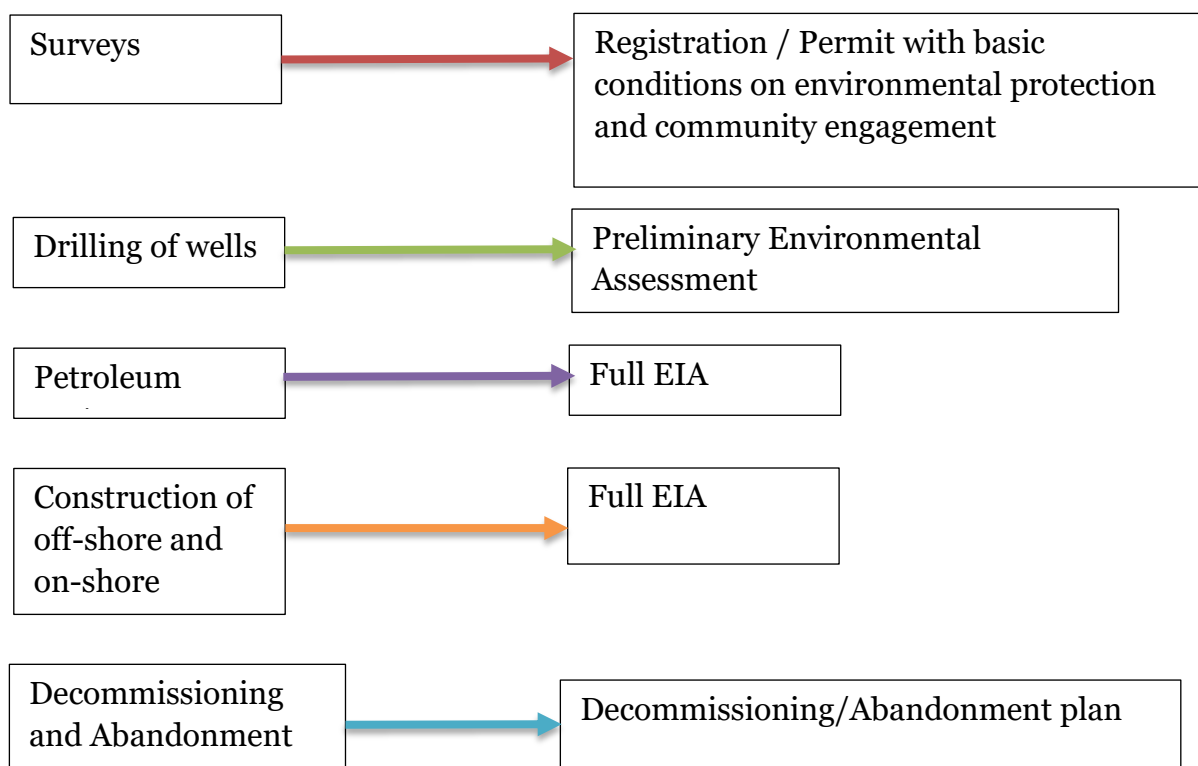 Surveys
Registration / Permit with basic
conditions on environmental protection
and community engagement
Drilling of wells
Preliminary Environmental
Assessment
Petroleum
Full EIA
Construction of
off-shore and
on-shore
Full EIA
Decommissioning
and Abandonment
Decommissioning/Abandonment plan